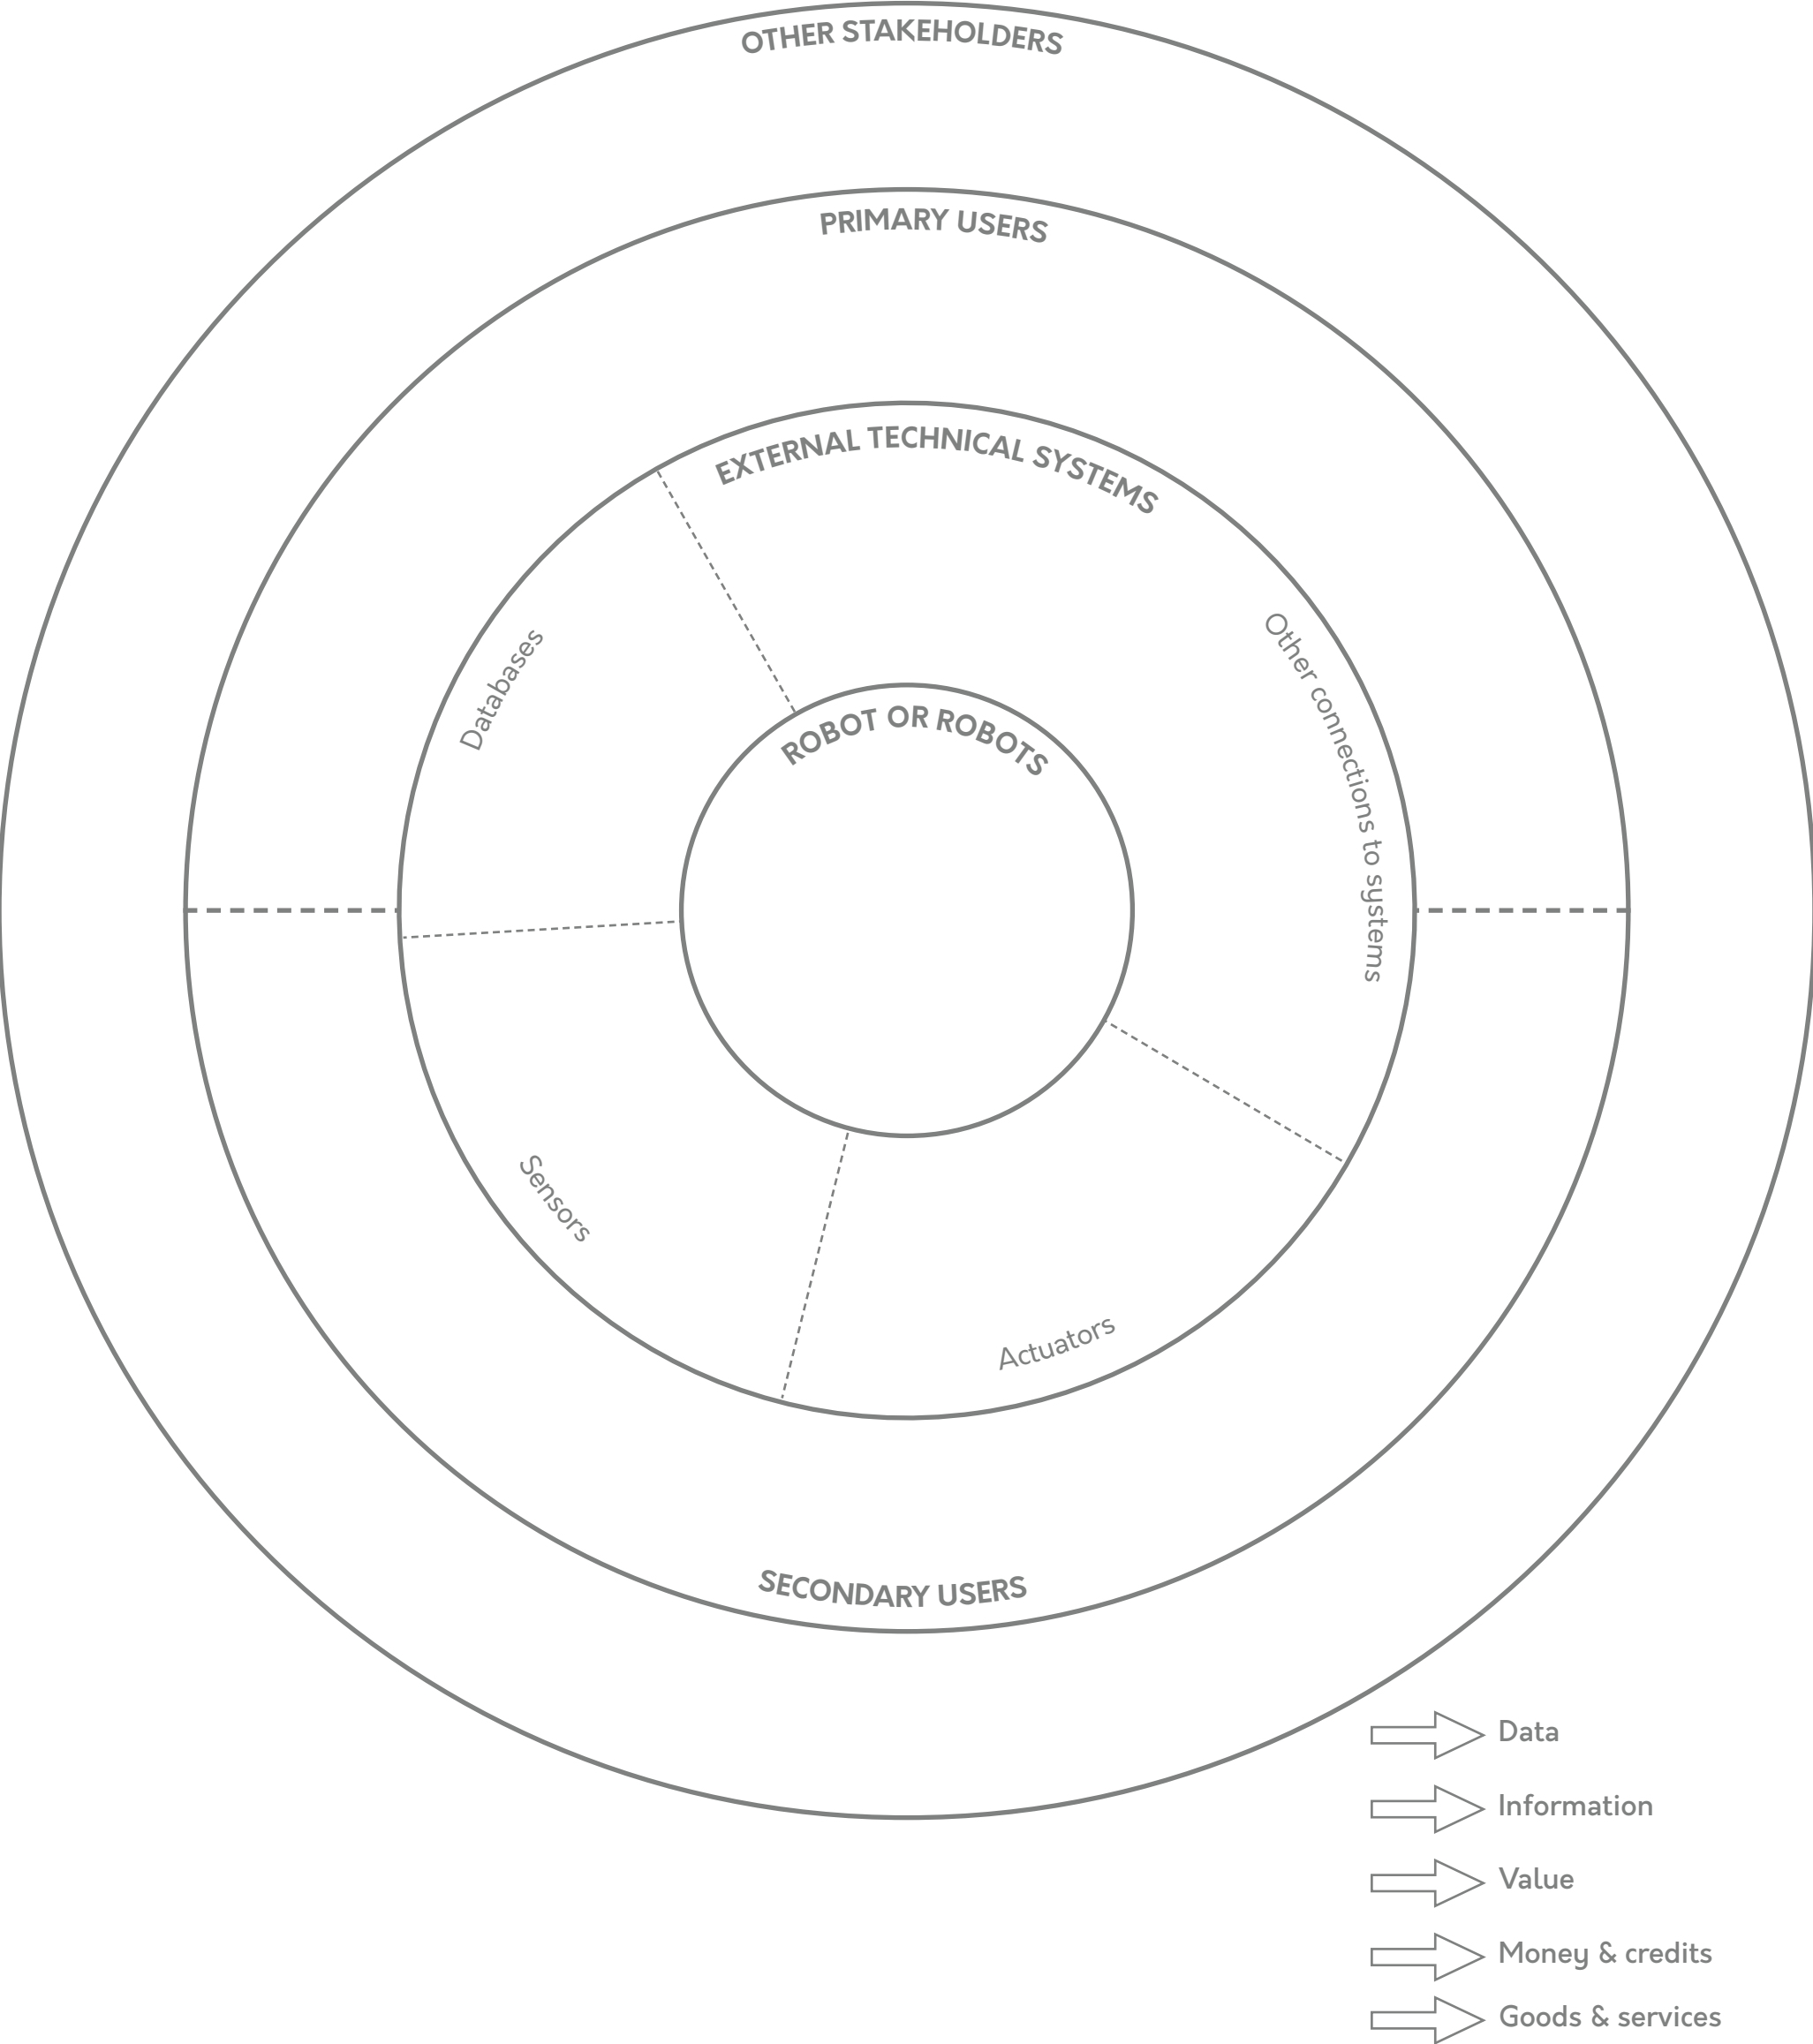 OTHER STAKEHOLDERS
PRIMARY USERS
EXTERNAL TECHNICAL SYSTEMS
Databases
Other connections to systems
ROBOT OR ROBOTS
Sensors
Actuators
SECONDARY USERS
Data
Information
Value
Money & credits
Goods & services